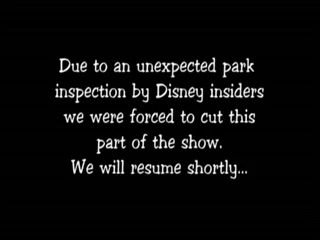 Due to an unexpected park
inspection by Disney insiders
we were forced to cut this
part of the show.
We will resume shortly...